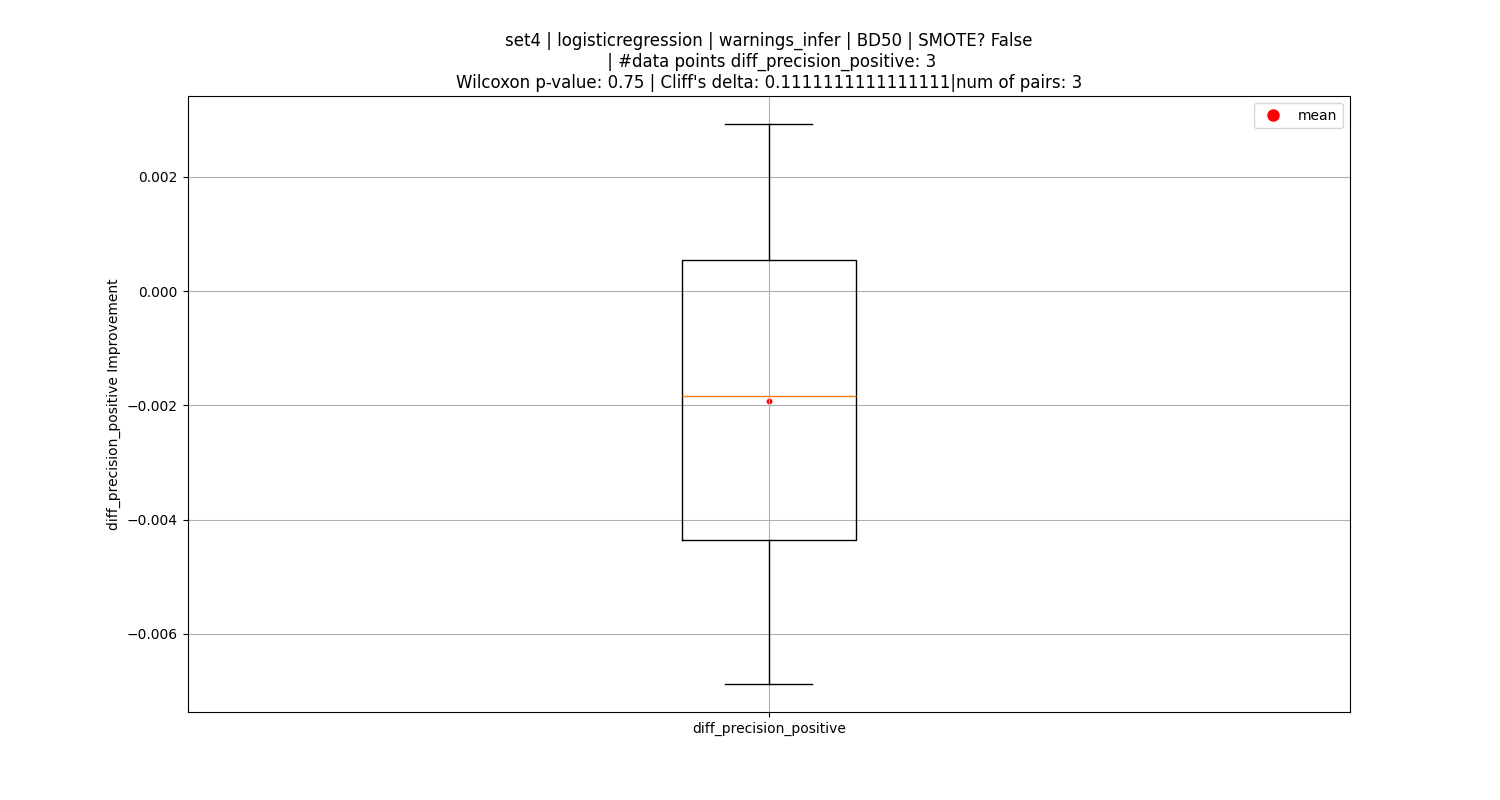 set4 | logisticregression | warnings_infer | BD50 | SMOTE? False
| #data points diff_precision_positive: 3
Wilcoxon p-value: 0.75 | Cliff's delta: 0.1111111111111111|num of pairs: 3
mean
0.002
0.000
−0.002
−0.004
−0.006
diff_precision_positive Improvement
diff_precision_positive